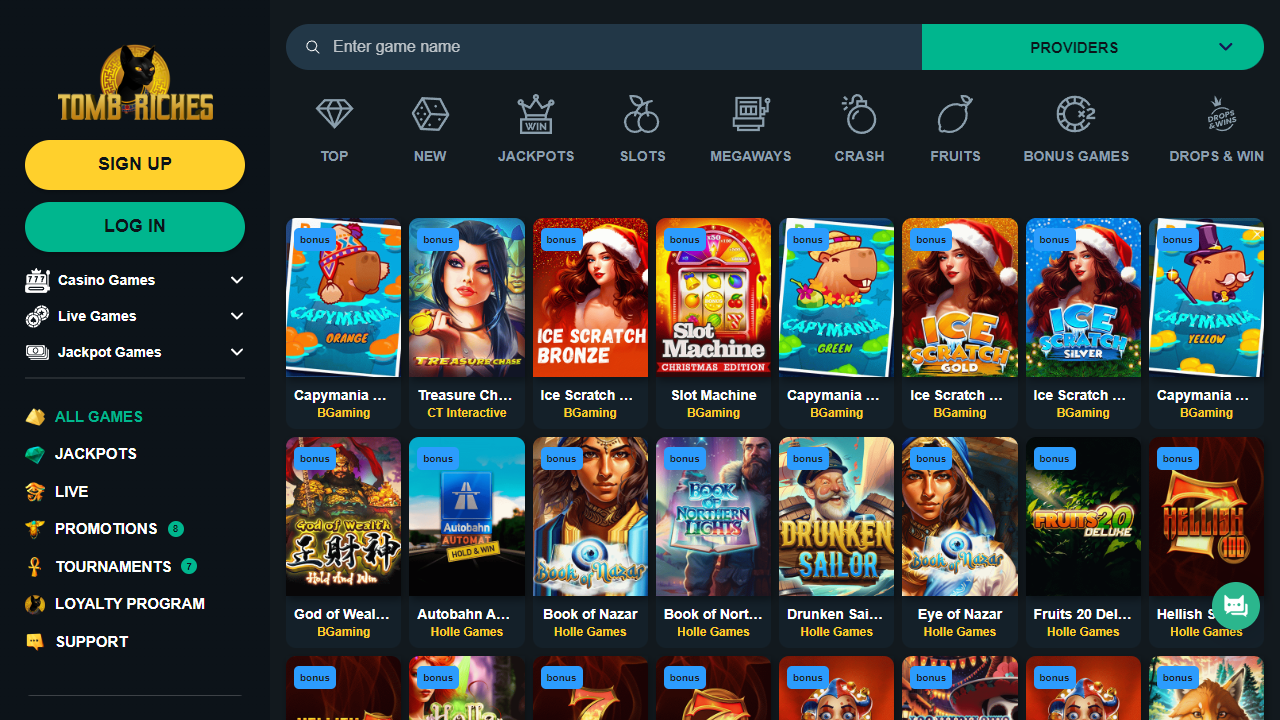 TOMB RICHES
SIGN UP
LOG IN
Casino Games
Live Games
Jackpot Games
ALL GAMES
JACKPOTS
LIVE
PROMOTIONS 8
TOURNAMENTS 7
LOYALTY PROGRAM
SUPPORT
Enter game name
PROVIDERS
WIN
X2
DROPS & WINS
TOP
NEW
JACKPOTS
SLOTS
MEGAWAYS
CRASH
FRUITS
BONUS GAMES
DROPS & WIN
bonus
CAPYMANIA
ORANGE
Capymania ...
BGaming
bonus
TREASURE CHASE
Treasure Ch...
CT Interactive
bonus
ICE SCRATCH
BRONZE
Ice Scratch ...
BGaming
bonus
Slot
Machine
CHRISTMAS EDITION
Slot Machine
BGaming
bonus
CAPYMANIA
GREEN
Capymania ...
BGaming
bonus
ICE
SCRATCH
GOLD
Ice Scratch ...
BGaming
bonus
ICE
SCRATCH
SILVER
Ice Scratch ...
BGaming
bonus
CAPYMANIA
YELLOW
Capymania ...
BGaming
bonus
God of Wealth
正財神
Hold And Win
God of Weal...
BGaming
bonus
Autobahn
AUTOMAT
HOLD & WIN
Autobahn A...
Holle Games
bonus
Book of Nazar
Book of Nazar
Holle Games
bonus
BOOK
OF
NORTHERN
LIGHTS
Book of Nort...
Holle Games
bonus
DRUNKEN
SAILOR
Drunken Sai...
Holle Games
bonus
Book of Nazar
Eye of Nazar
Holle Games
bonus
FRUITS 20
DELUXE
Fruits 20 Del...
Holle Games
bonus
HELLISH
100
Hellish S
Holle Games
bonus
bonus
bonus
bonus
bonus
bonus
bonus
bonus